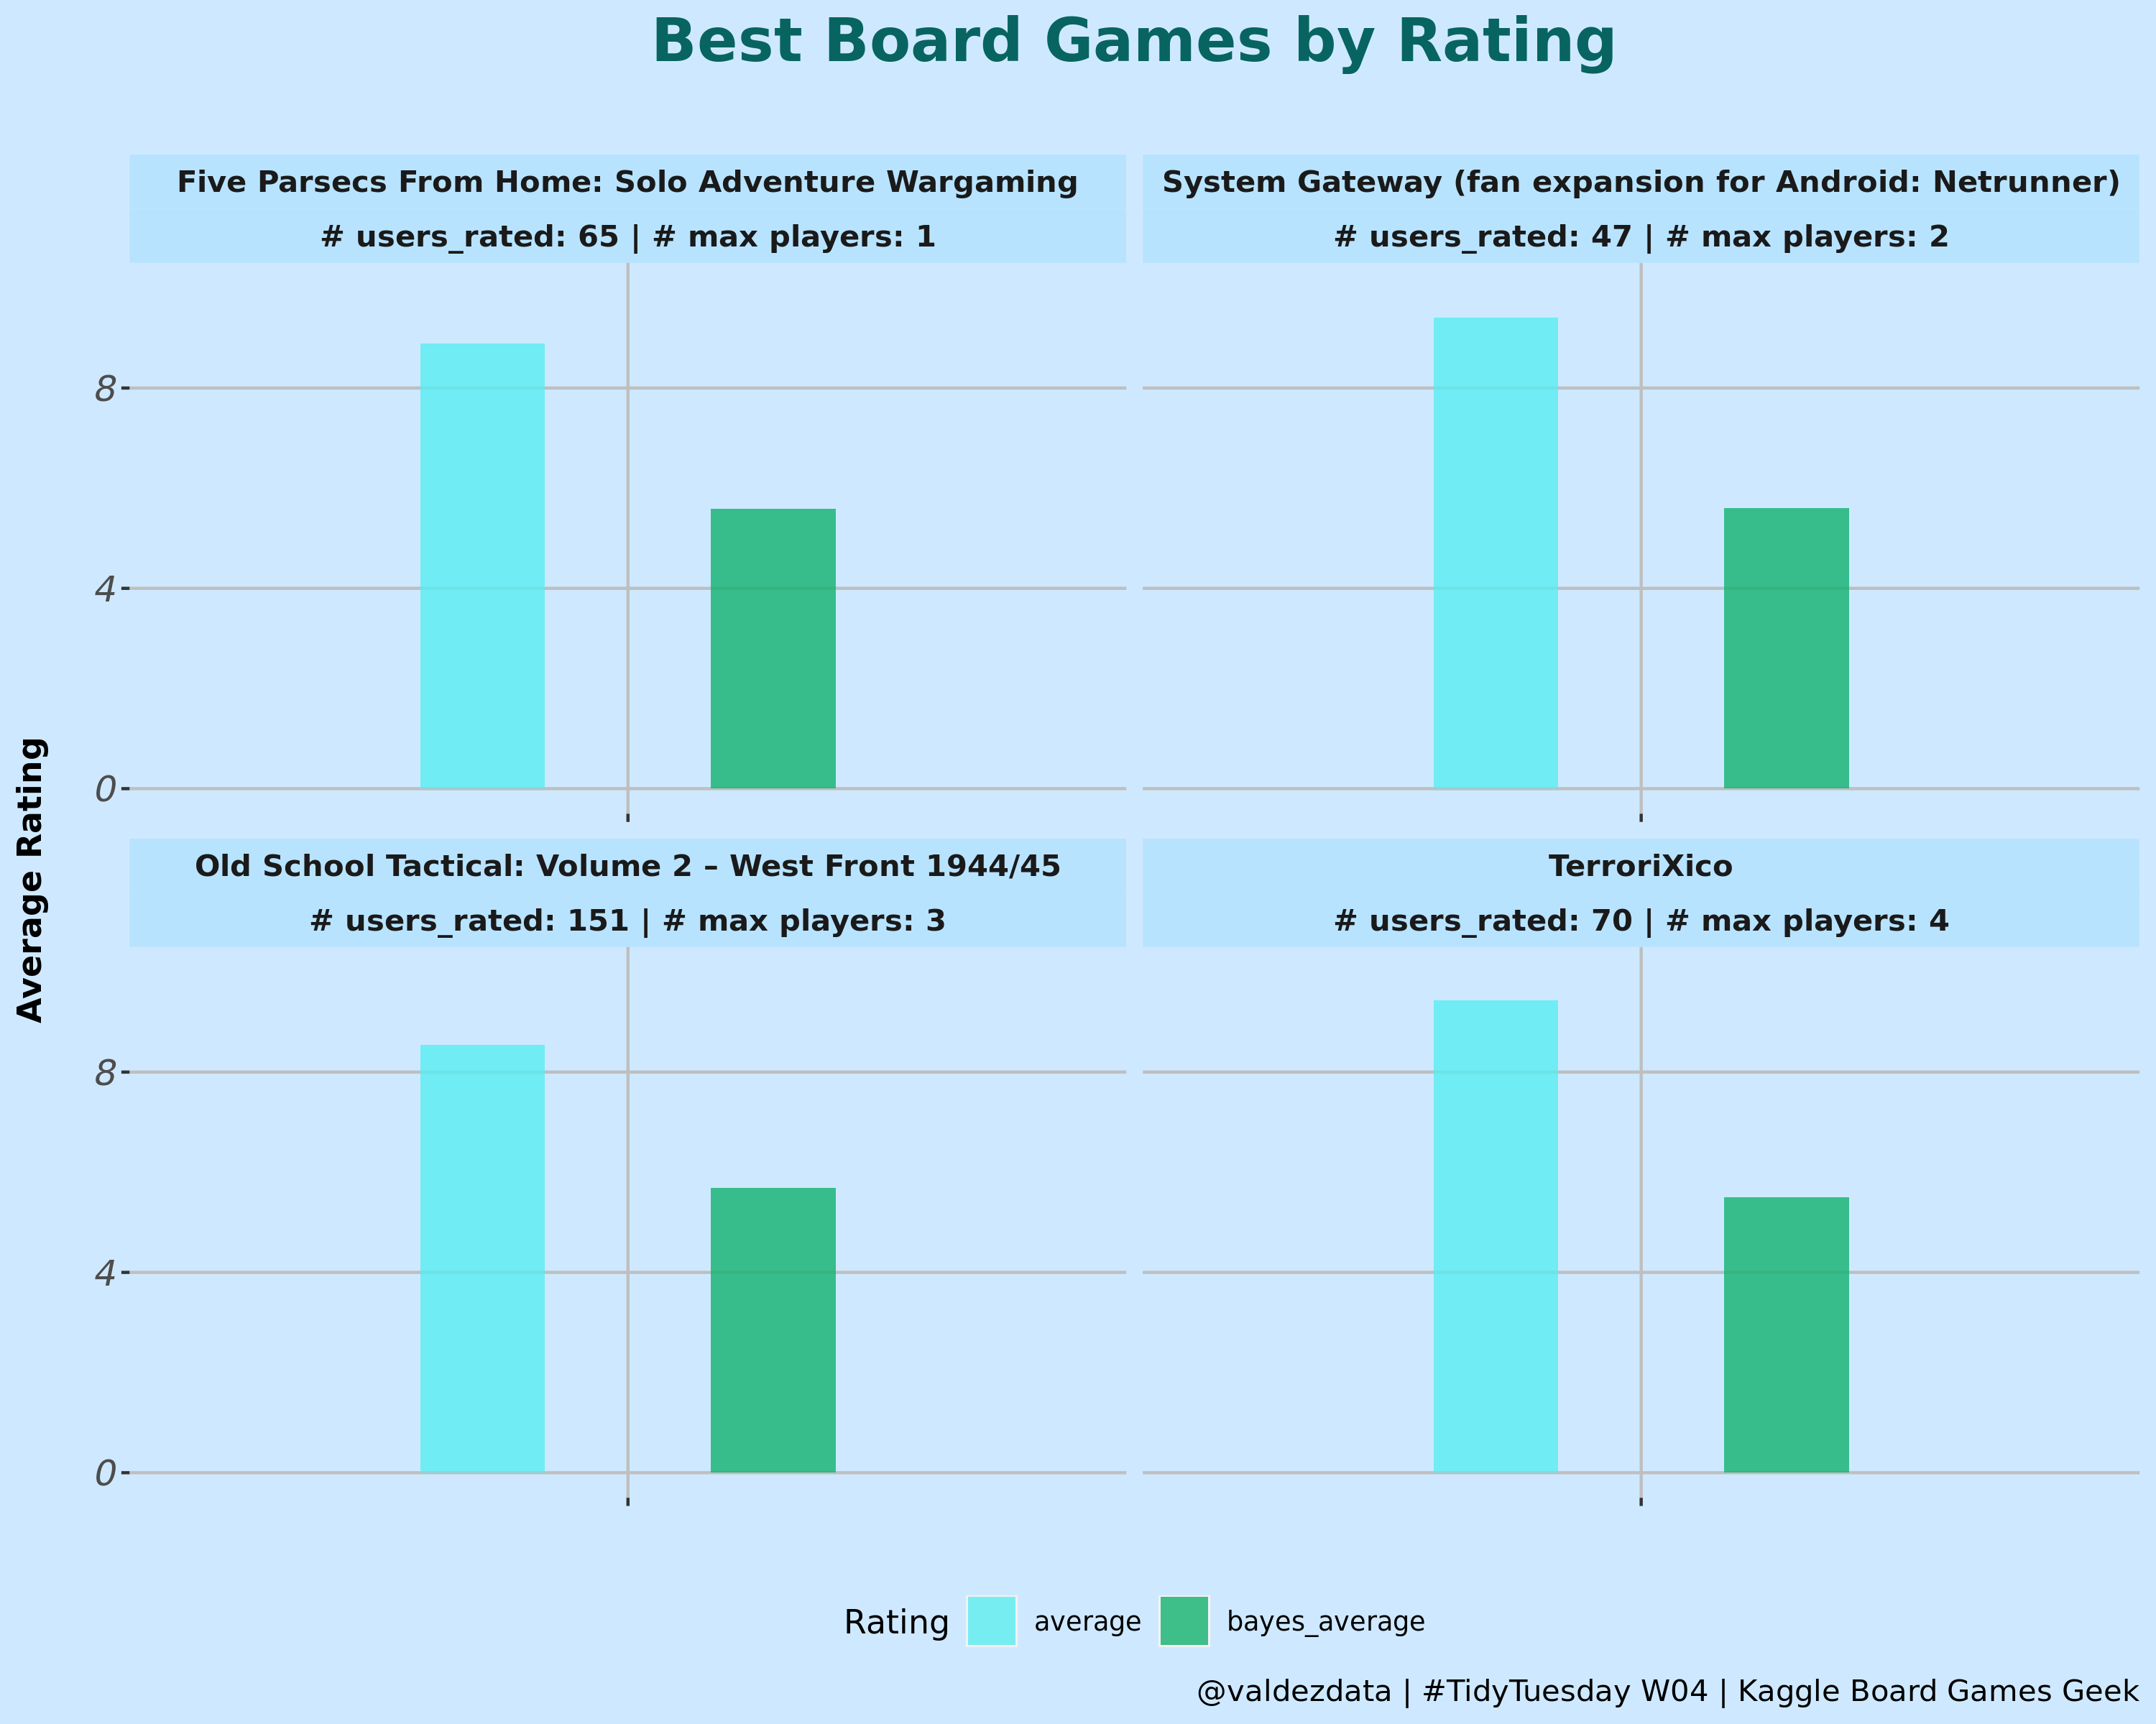 Best Board Games by Rating
Five Parsecs From Home: Solo Adventure Wargaming
# users_rated: 65 | # max players: 1
System Gateway (fan expansion for Android: Netrunner)
# users_rated: 47 | # max players: 2
8
4
0
Average Rating
Old School Tactical: Volume 2 – West Front 1944/45
# users_rated: 151 | # max players: 3
TerroriXico
# users_rated: 70 | # max players: 4
8
4
0
Rating average bayes_average
@valdezdata | #TidyTuesday W04 | Kaggle Board Games Geek